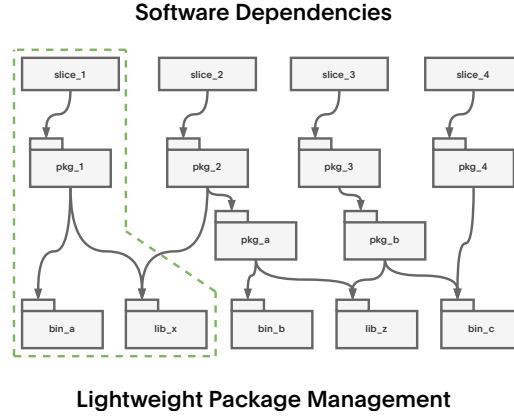 Software Dependencies
slice_1
slice_2
slice_3
slice_4
pkg_1
pkg_2
pkg_3
pkg_4
pkg_a
pkg_b
bin_a
lib_x
bin_b
lib_z
bin_c
Lightweight Package Management